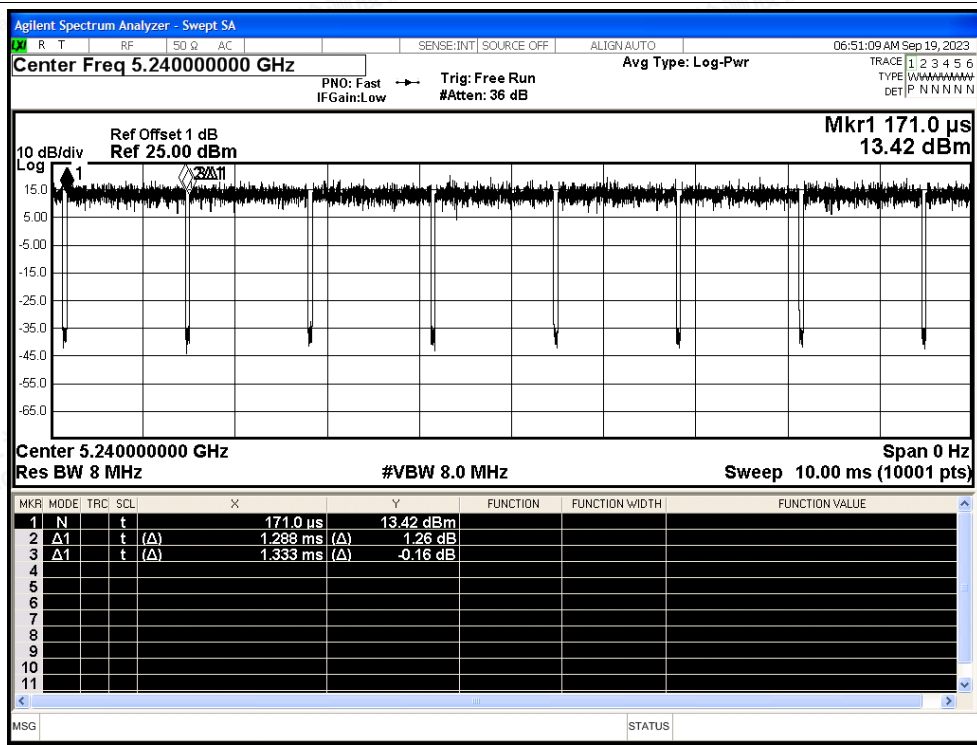 Agilent Spectrum Analyzer - Swept SA
LXI R T RF 50 Ω AC SENSE:INT SOURCE OFF ALIGN AUTO 06:51:09 AM Sep 19, 2023
Center Freq 5.240000000 GHz
PNO: Fast
IFGain:Low
Trig: Free Run
#Atten: 36 dB
Avg Type: Log-Pwr
TRACE 1 2 3 4 5 6
TYPE
DET P N N N N N
Mkr1 171.0 µs
13.42 dBm
Ref Offset 1 dB
10 dB/div Ref 25.00 dBm
Log
1
15.0
5.00
-5.00
-15.0
-25.0
-35.0
-45.0
-55.0
-65.0
Center 5.240000000 GHz Span 0 Hz
Res BW 8 MHz #VBW 8.0 MHz Sweep 10.00 ms (10001 pts)
MKR MODE TRC SCL X Y FUNCTION FUNCTION WIDTH FUNCTION VALUE
1 N t 171.0 µs 13.42 dBm
2 Δ1 t (Δ) 1.288 ms (Δ) 1.26 dB
3 Δ1 t (Δ) 1.333 ms (Δ) -0.16 dB
4
5
6
7
8
9
10
11
MSG STATUS